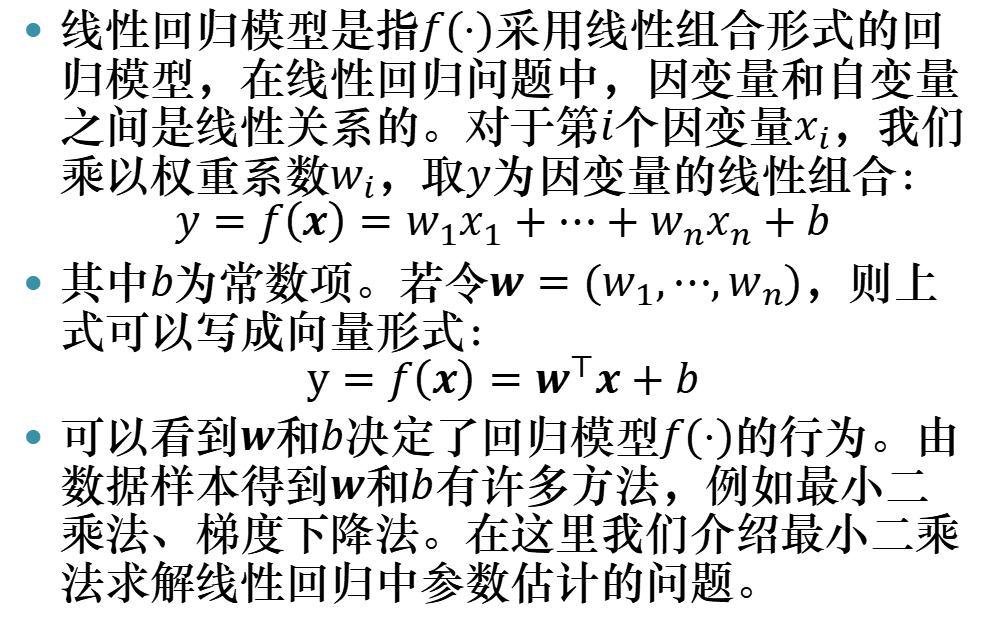 • 线性回归模型是指f(·)采用线性组合形式的回
归模型，在线性回归问题中，因变量和自变量
之间是线性关系的。对于第i个因变量xᵢ，我们
乘以权重系数wᵢ，取y为因变量的线性组合：
y = f(x) = w₁x₁ + ⋯ + wₙxₙ + b
• 其中b为常数项。若令w = (w₁,⋯,wₙ)，则上
式可以写成向量形式：
y = f(x) = w⊤x + b
• 可以看到w和b决定了回归模型f(·)的行为。由
数据样本得到w和b有许多方法，例如最小二
乘法、梯度下降法。在这里我们介绍最小二乘
法求解线性回归中参数估计的问题。